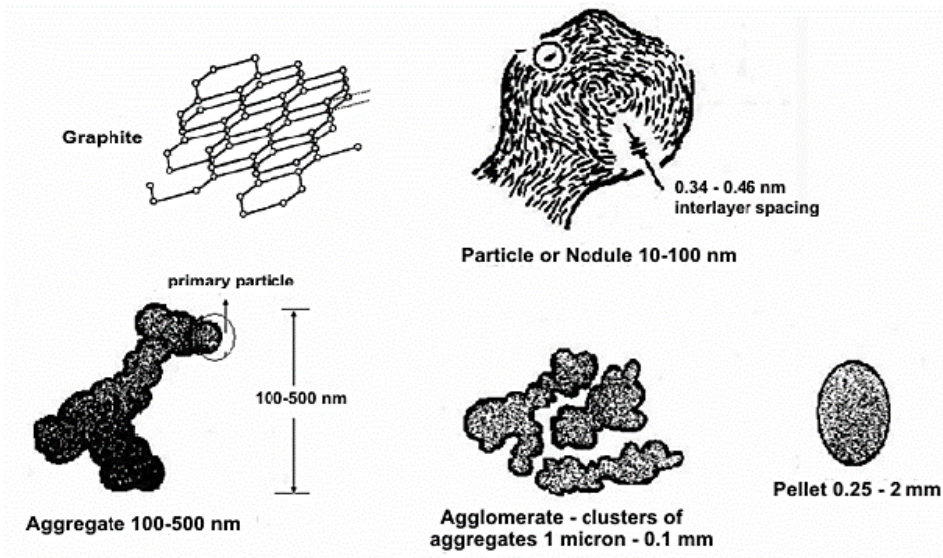 Graphite
0.34 - 0.46 nm
interlayer spacing
Particle or Nodule 10-100 nm
primary particle
100-500 nm
Aggregate 100-500 nm
Agglomerate - clusters of
aggregates 1 micron - 0.1 mm
Pellet 0.25 - 2 mm